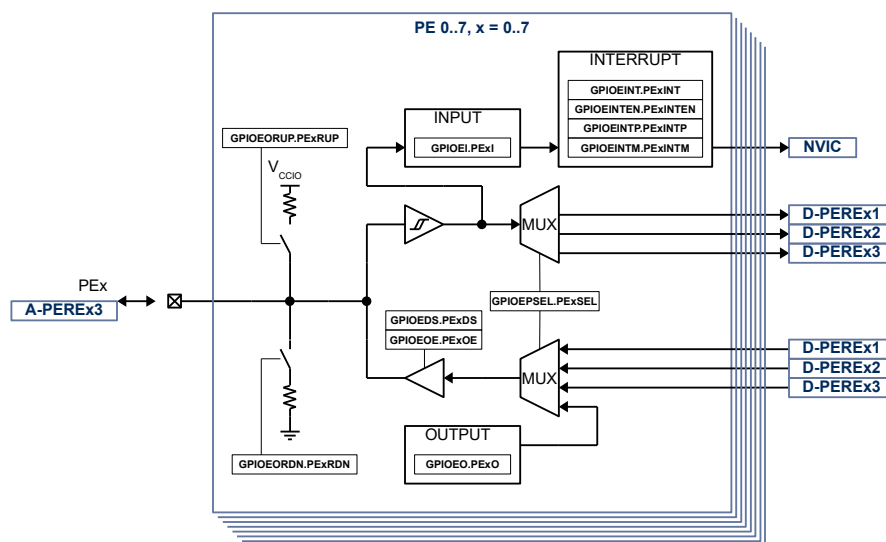 PE 0..7, x = 0..7
INTERRUPT
GPIOEINT.PExINT
GPIOEINTEN.PExINTEN
GPIOEINTP.PExINTP
GPIOEINTM.PExINTM
INPUT
GPIOEI.PExI
NVIC
GPIOEORUP.PExRUP
VCCIO
MUX
D-PEREx1
D-PEREx2
D-PEREx3
PEx
A-PEREx3
GPIOEPSEL.PExSEL
GPIOEDS.PExDS
GPIOEOE.PExOE
MUX
D-PEREx1
D-PEREx2
D-PEREx3
OUTPUT
GPIOEO.PExO
GPIOEORDN.PExRDN